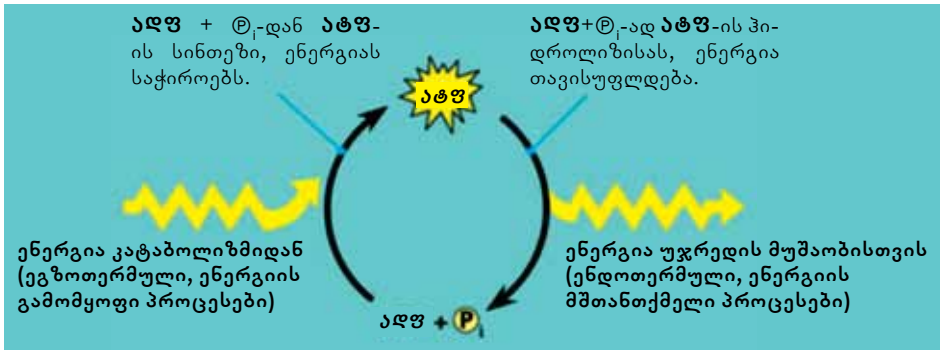 ადფ + Ⓟi-დან ატფ-
ის სინთეზი, ენერგიას
საჭიროებს.
ადფ+Ⓟi-ად ატფ-ის ჰი-
დროლიზისას, ენერგია
თავისუფლდება.
ატფ
ენერგია კატაბოლიზმიდან
(ეგზოთერმული, ენერგიის
გამომყოფი პროცესები)
ენერგია უჯრედის მუშაობისთვის
(ენდოთერმული, ენერგიის
მშთანთქმელი პროცესები)
ადფ + Ⓟi